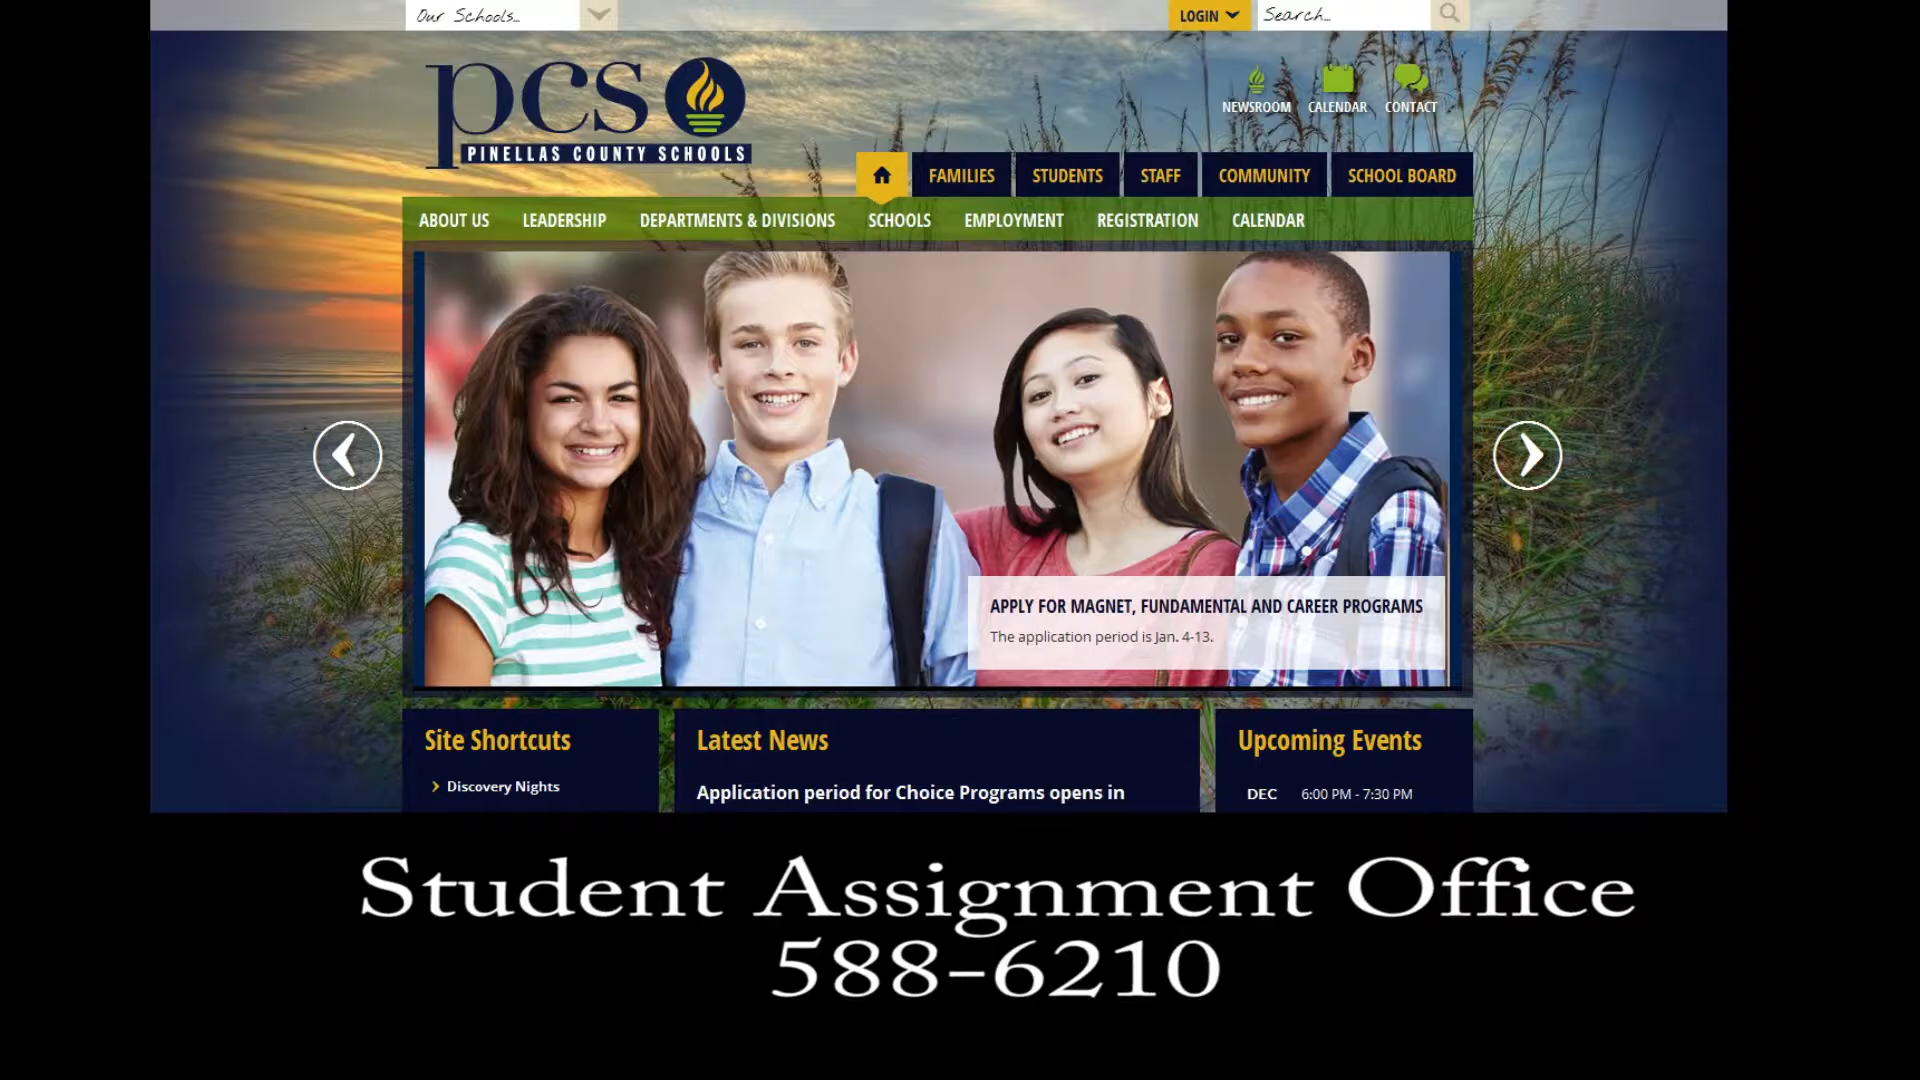 Our Schools...
LOGIN
Search...
pcs
PINELLAS COUNTY SCHOOLS
NEWSROOM CALENDAR CONTACT
FAMILIES STUDENTS STAFF COMMUNITY SCHOOL BOARD
ABOUT US LEADERSHIP DEPARTMENTS & DIVISIONS SCHOOLS EMPLOYMENT REGISTRATION CALENDAR
APPLY FOR MAGNET, FUNDAMENTAL AND CAREER PROGRAMS
The application period is Jan. 4-13.
Site Shortcuts
Discovery Nights
Latest News
Application period for Choice Programs opens in
Upcoming Events
DEC 6:00 PM - 7:30 PM
Student Assignment Office
588-6210